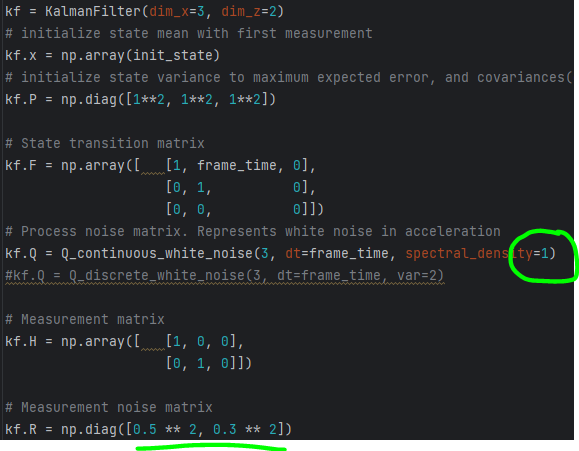 kf = KalmanFilter(dim_x=3, dim_z=2)
# initialize state mean with first measurement
kf.x = np.array(init_state)
# initialize state variance to maximum expected error, and covariances(
kf.P = np.diag([1**2, 1**2, 1**2])
# State transition matrix
kf.F = np.array([   [1, frame_time, 0],
[0, 1,          0],
[0, 0,          0]])
# Process noise matrix. Represents white noise in acceleration
kf.Q = Q_continuous_white_noise(3, dt=frame_time, spectral_density=1)
#kf.Q = Q_discrete_white_noise(3, dt=frame_time, var=2)
# Measurement matrix
kf.H = np.array([   [1, 0, 0],
[0, 1, 0]])
# Measurement noise matrix
kf.R = np.diag([0.5 ** 2, 0.3 ** 2])